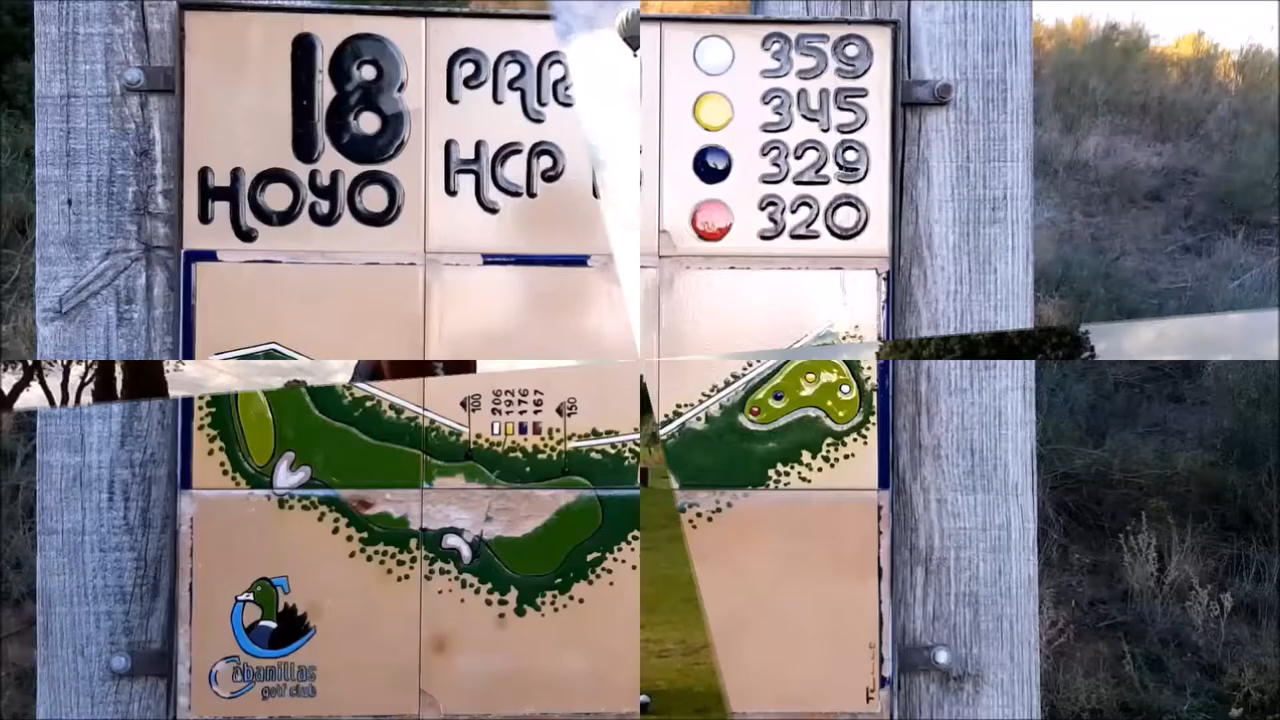 18
HOYO
PAR
HCP
359
345
329
320
100
206
192
176
167
150
Cabanillas
golf club